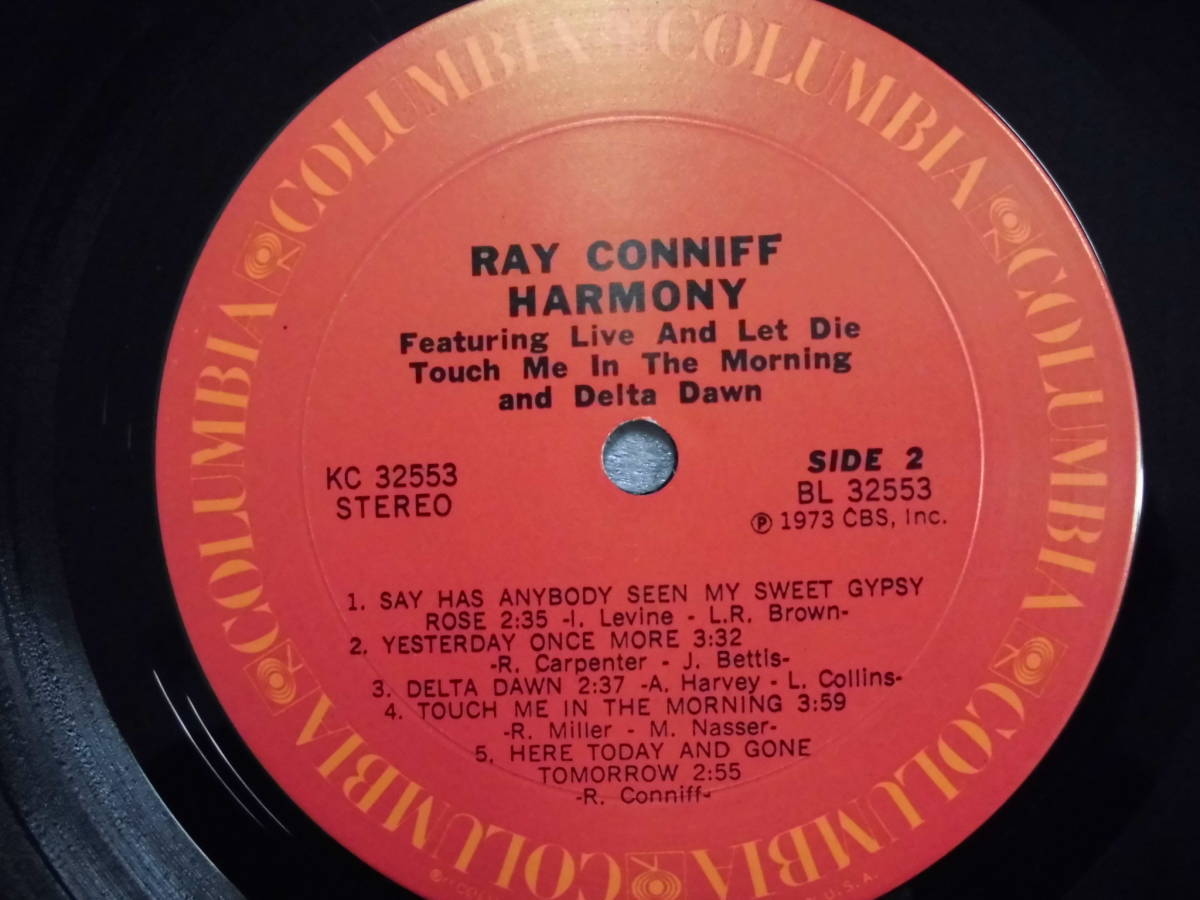 COLUMBIA COLUMBIA COLUMBIA COLUMBIA COLUMBIA COLUMBIA COLUMBIA COLUMBIA
RAY CONNIFF
HARMONY
Featuring Live And Let Die
Touch Me In The Morning
and Delta Dawn
KC 32553
STEREO
SIDE 2
BL 32553
Ⓟ 1973 CBS, Inc.
1. SAY HAS ANYBODY SEEN MY SWEET GYPSY
ROSE 2:35 -I. Levine - L.R. Brown-
2. YESTERDAY ONCE MORE 3:32
-R. Carpenter - J. Bettis-
3. DELTA DAWN 2:37 -A. Harvey - L. Collins-
4. TOUCH ME IN THE MORNING 3:59
-R. Miller - M. Nasser-
5. HERE TODAY AND GONE
TOMORROW 2:55
-R. Conniff-
U.S.A.